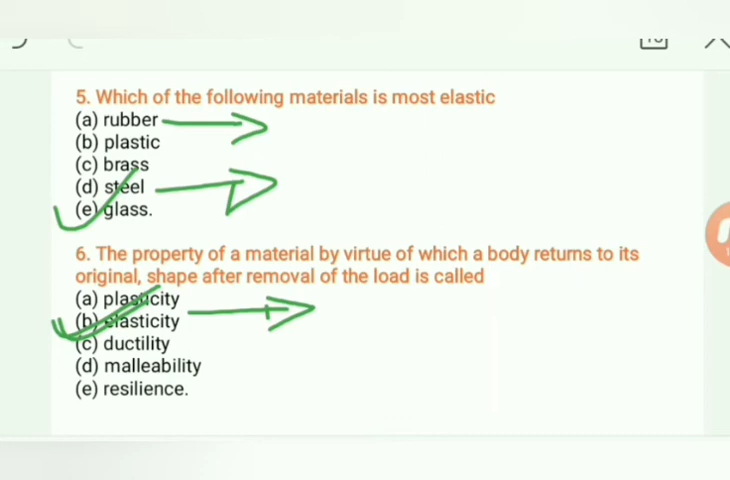 5. Which of the following materials is most elastic
(a) rubber
(b) plastic
(c) brass
(d) steel
(e) glass.
6. The property of a material by virtue of which a body returns to its
original, shape after removal of the load is called
(a) plasticity
(b) elasticity
(c) ductility
(d) malleability
(e) resilience.